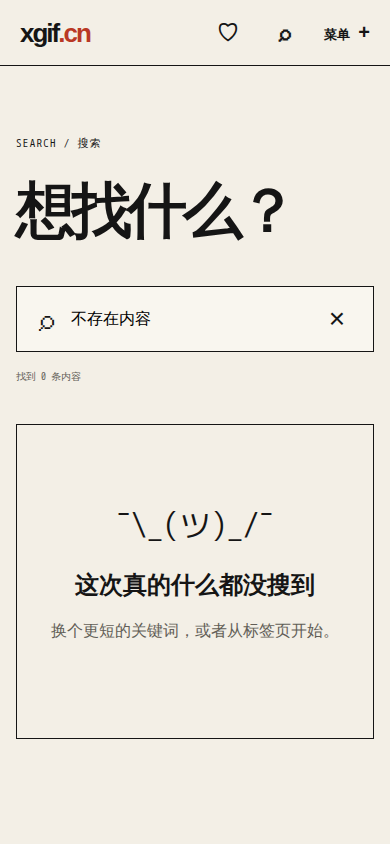 xgif.cn
菜单 +
SEARCH / 搜索
想找什么？
不存在内容
找到 0 条内容
¯\_(ツ)_/¯
这次真的什么都没搜到
换个更短的关键词，或者从标签页开始。